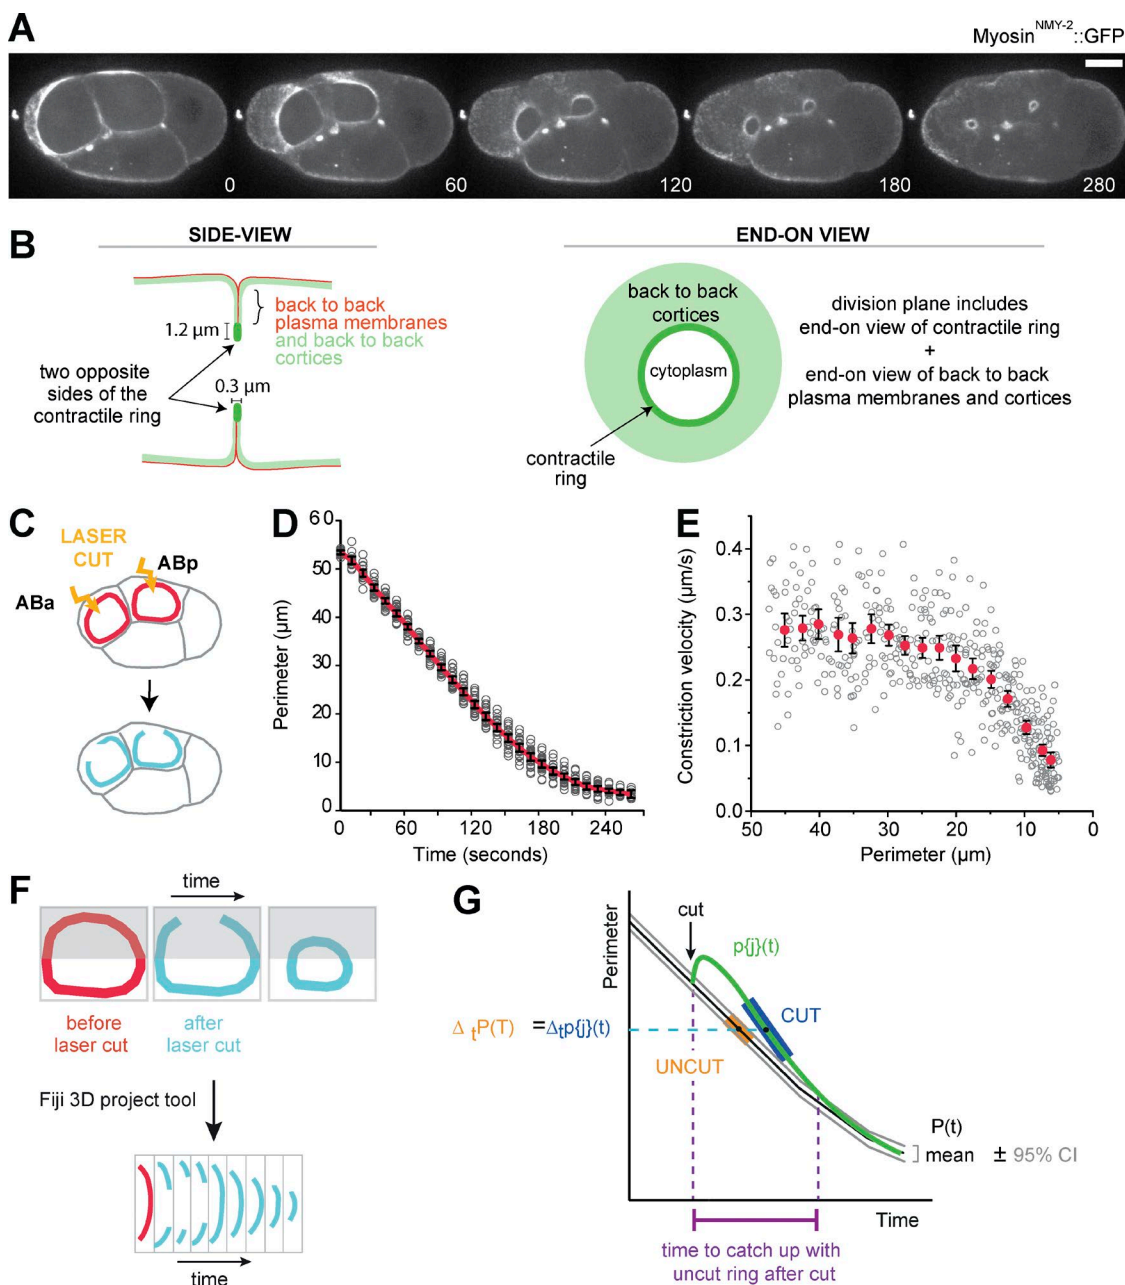 A
Myosin^NMY-2::GFP
0
60
120
180
280
B
SIDE-VIEW
back to back
plasma membranes
and back to back
cortices
1.2 µm
two opposite
sides of the
contractile ring
0.3 µm
END-ON VIEW
back to back
cortices
cytoplasm
contractile
ring
division plane includes
end-on view of contractile ring
+
end-on view of back to back
plasma membranes and cortices
C
LASER
CUT
ABp
ABa
D
Perimeter (µm)
60
50
40
30
20
10
0
0
60
120
180
240
Time (seconds)
E
Constriction velocity (µm/s)
0.4
0.3
0.2
0.1
0.0
50
40
30
20
10
0
Perimeter (µm)
F
time
before
laser cut
after
laser cut
Fiji 3D project tool
time
G
Perimeter
cut
p{j}(t)
Δ tP(T) =Δtp{j}(t)
CUT
UNCUT
P(t)
mean ± 95% CI
Time
time to catch up with
uncut ring after cut